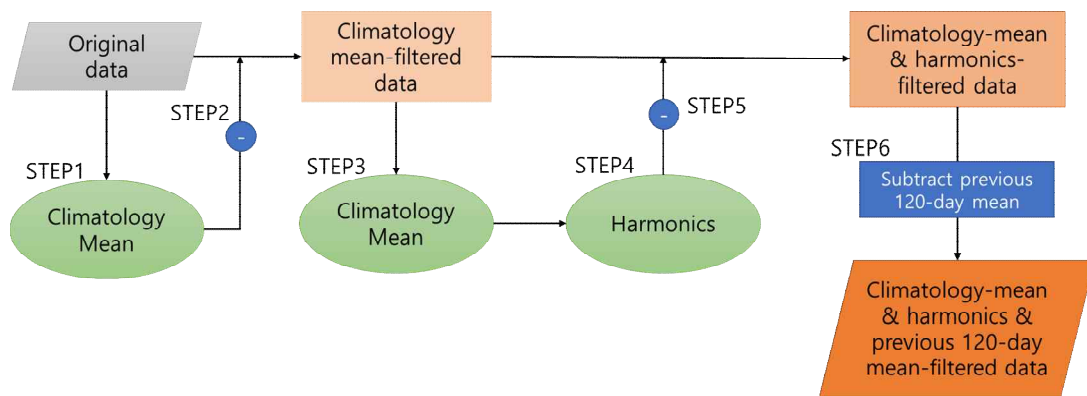 Original
data
STEP1
Climatology
Mean
STEP2
-
Climatology
mean-filtered
data
STEP3
Climatology
Mean
STEP4
Harmonics
STEP5
-
Climatology-mean
& harmonics-
filtered data
STEP6
Subtract previous
120-day mean
Climatology-mean
& harmonics &
previous 120-day
mean-filtered data